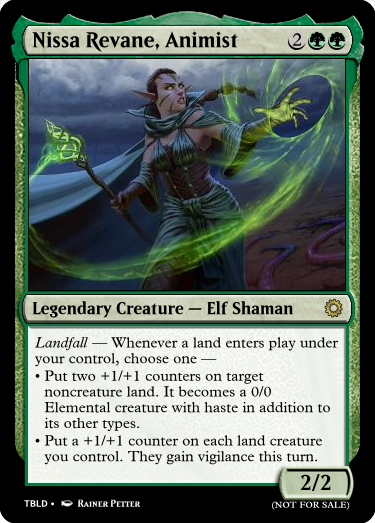 Nissa Revane, Animist 2
Legendary Creature — Elf Shaman
Landfall — Whenever a land enters play under
your control, choose one —
• Put two +1/+1 counters on target
noncreature land. It becomes a 0/0
Elemental creature with haste in addition to
its other types.
• Put a +1/+1 counter on each land creature
you control. They gain vigilance this turn.
2/2
TBLD • Rainer Petter
(NOT FOR SALE)